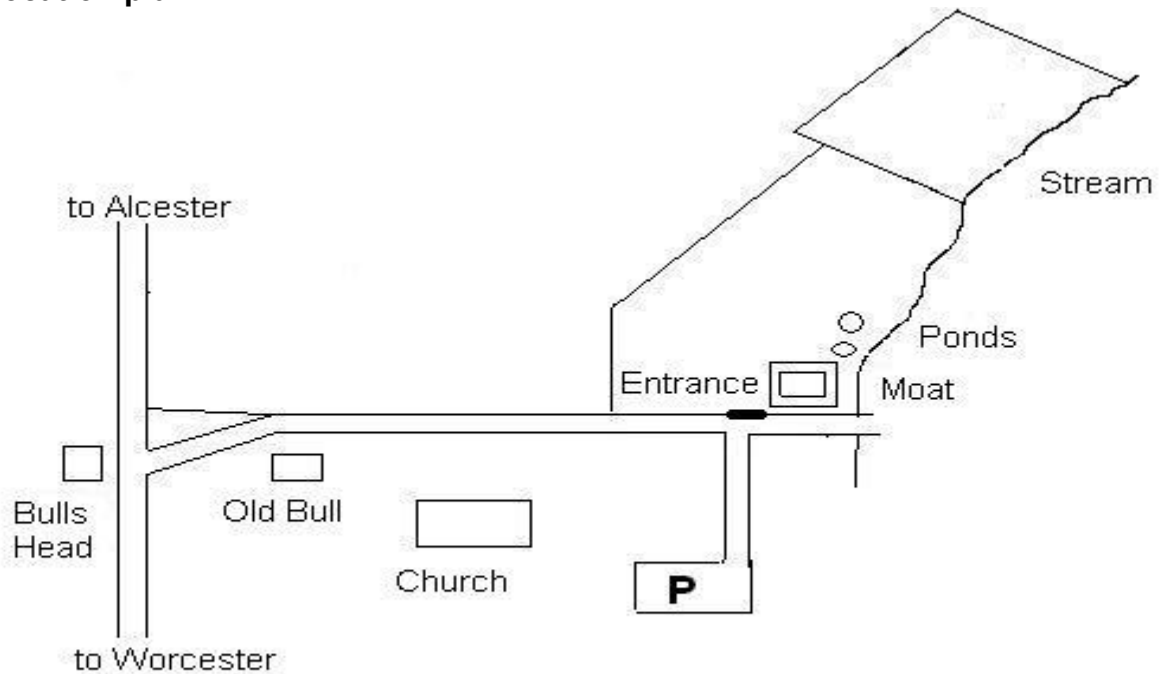 to Alcester
Stream
Ponds
Entrance
Moat
Bulls
Head
Old Bull
Church
P
to Worcester